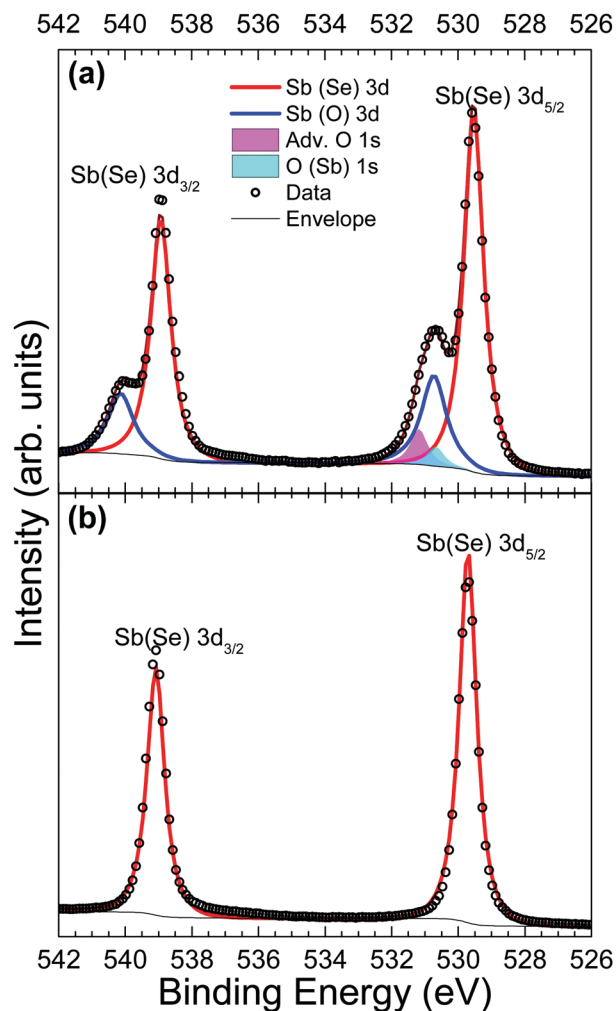 542 540 538 536 534 532 530 528 526
(a)
Sb (Se) 3d
Sb (O) 3d
Adv. O 1s
O (Sb) 1s
Data
Envelope
Sb(Se) 3d5/2
Sb(Se) 3d3/2
(b)
Sb(Se) 3d5/2
Sb(Se) 3d3/2
Intensity (arb. units)
542 540 538 536 534 532 530 528 526
Binding Energy (eV)